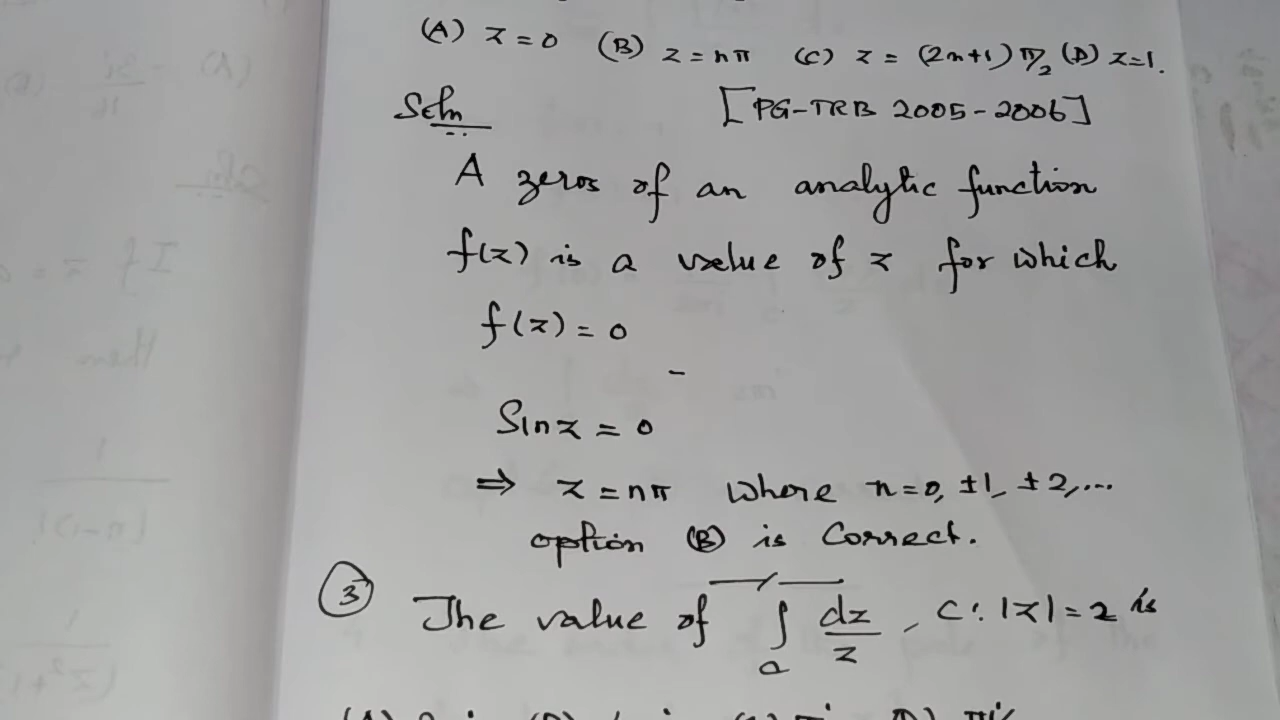 (A) z = 0 (B) z = nπ (C) z = (2n+1) π/2 (D) z=1.
Soln [PG-TRB 2005-2006]
A zeros of an analytic function
f(z) is a value of z for which
f(z) = 0
Sinz = 0
⇒ z = nπ where n=0, ±1, ±2,...
option (B) is correct.
(3) The value of ∫c dz/z, C: |z| = 2 is